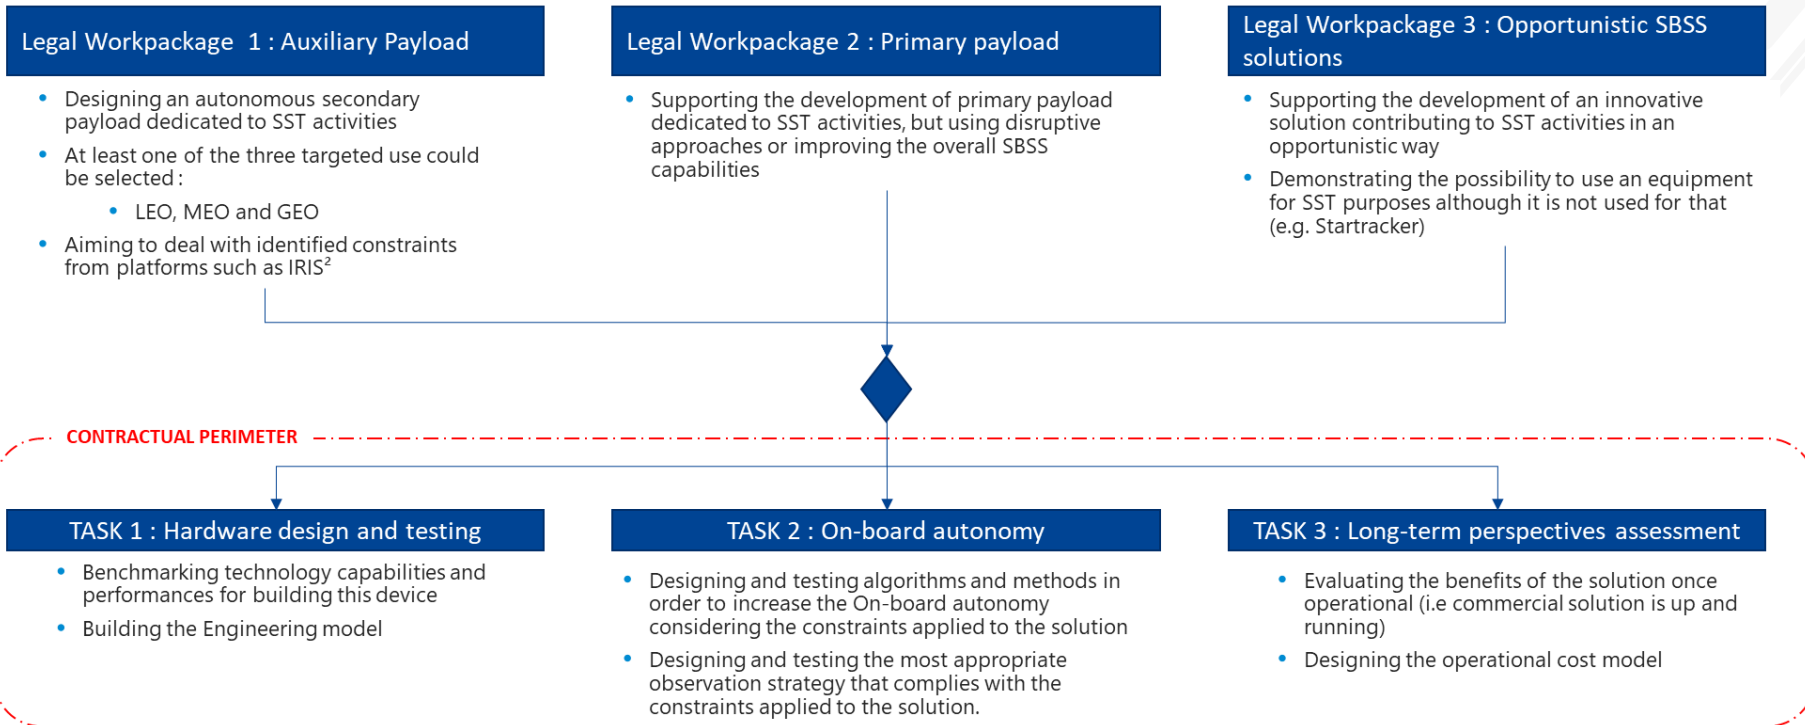 Legal Workpackage 1 : Auxiliary Payload
• Designing an autonomous secondary
payload dedicated to SST activities
• At least one of the three targeted use could
be selected :
• LEO, MEO and GEO
• Aiming to deal with identified constraints
from platforms such as IRIS²
Legal Workpackage 2 : Primary payload
• Supporting the development of primary payload
dedicated to SST activities, but using disruptive
approaches or improving the overall SBSS
capabilities
Legal Workpackage 3 : Opportunistic SBSS
solutions
• Supporting the development of an innovative
solution contributing to SST activities in an
opportunistic way
• Demonstrating the possibility to use an equipment
for SST purposes although it is not used for that
(e.g. Startracker)
CONTRACTUAL PERIMETER
TASK 1 : Hardware design and testing
• Benchmarking technology capabilities and
performances for building this device
• Building the Engineering model
TASK 2 : On-board autonomy
• Designing and testing algorithms and methods in
order to increase the On-board autonomy
considering the constraints applied to the solution
• Designing and testing the most appropriate
observation strategy that complies with the
constraints applied to the solution.
TASK 3 : Long-term perspectives assessment
• Evaluating the benefits of the solution once
operational (i.e commercial solution is up and
running)
• Designing the operational cost model